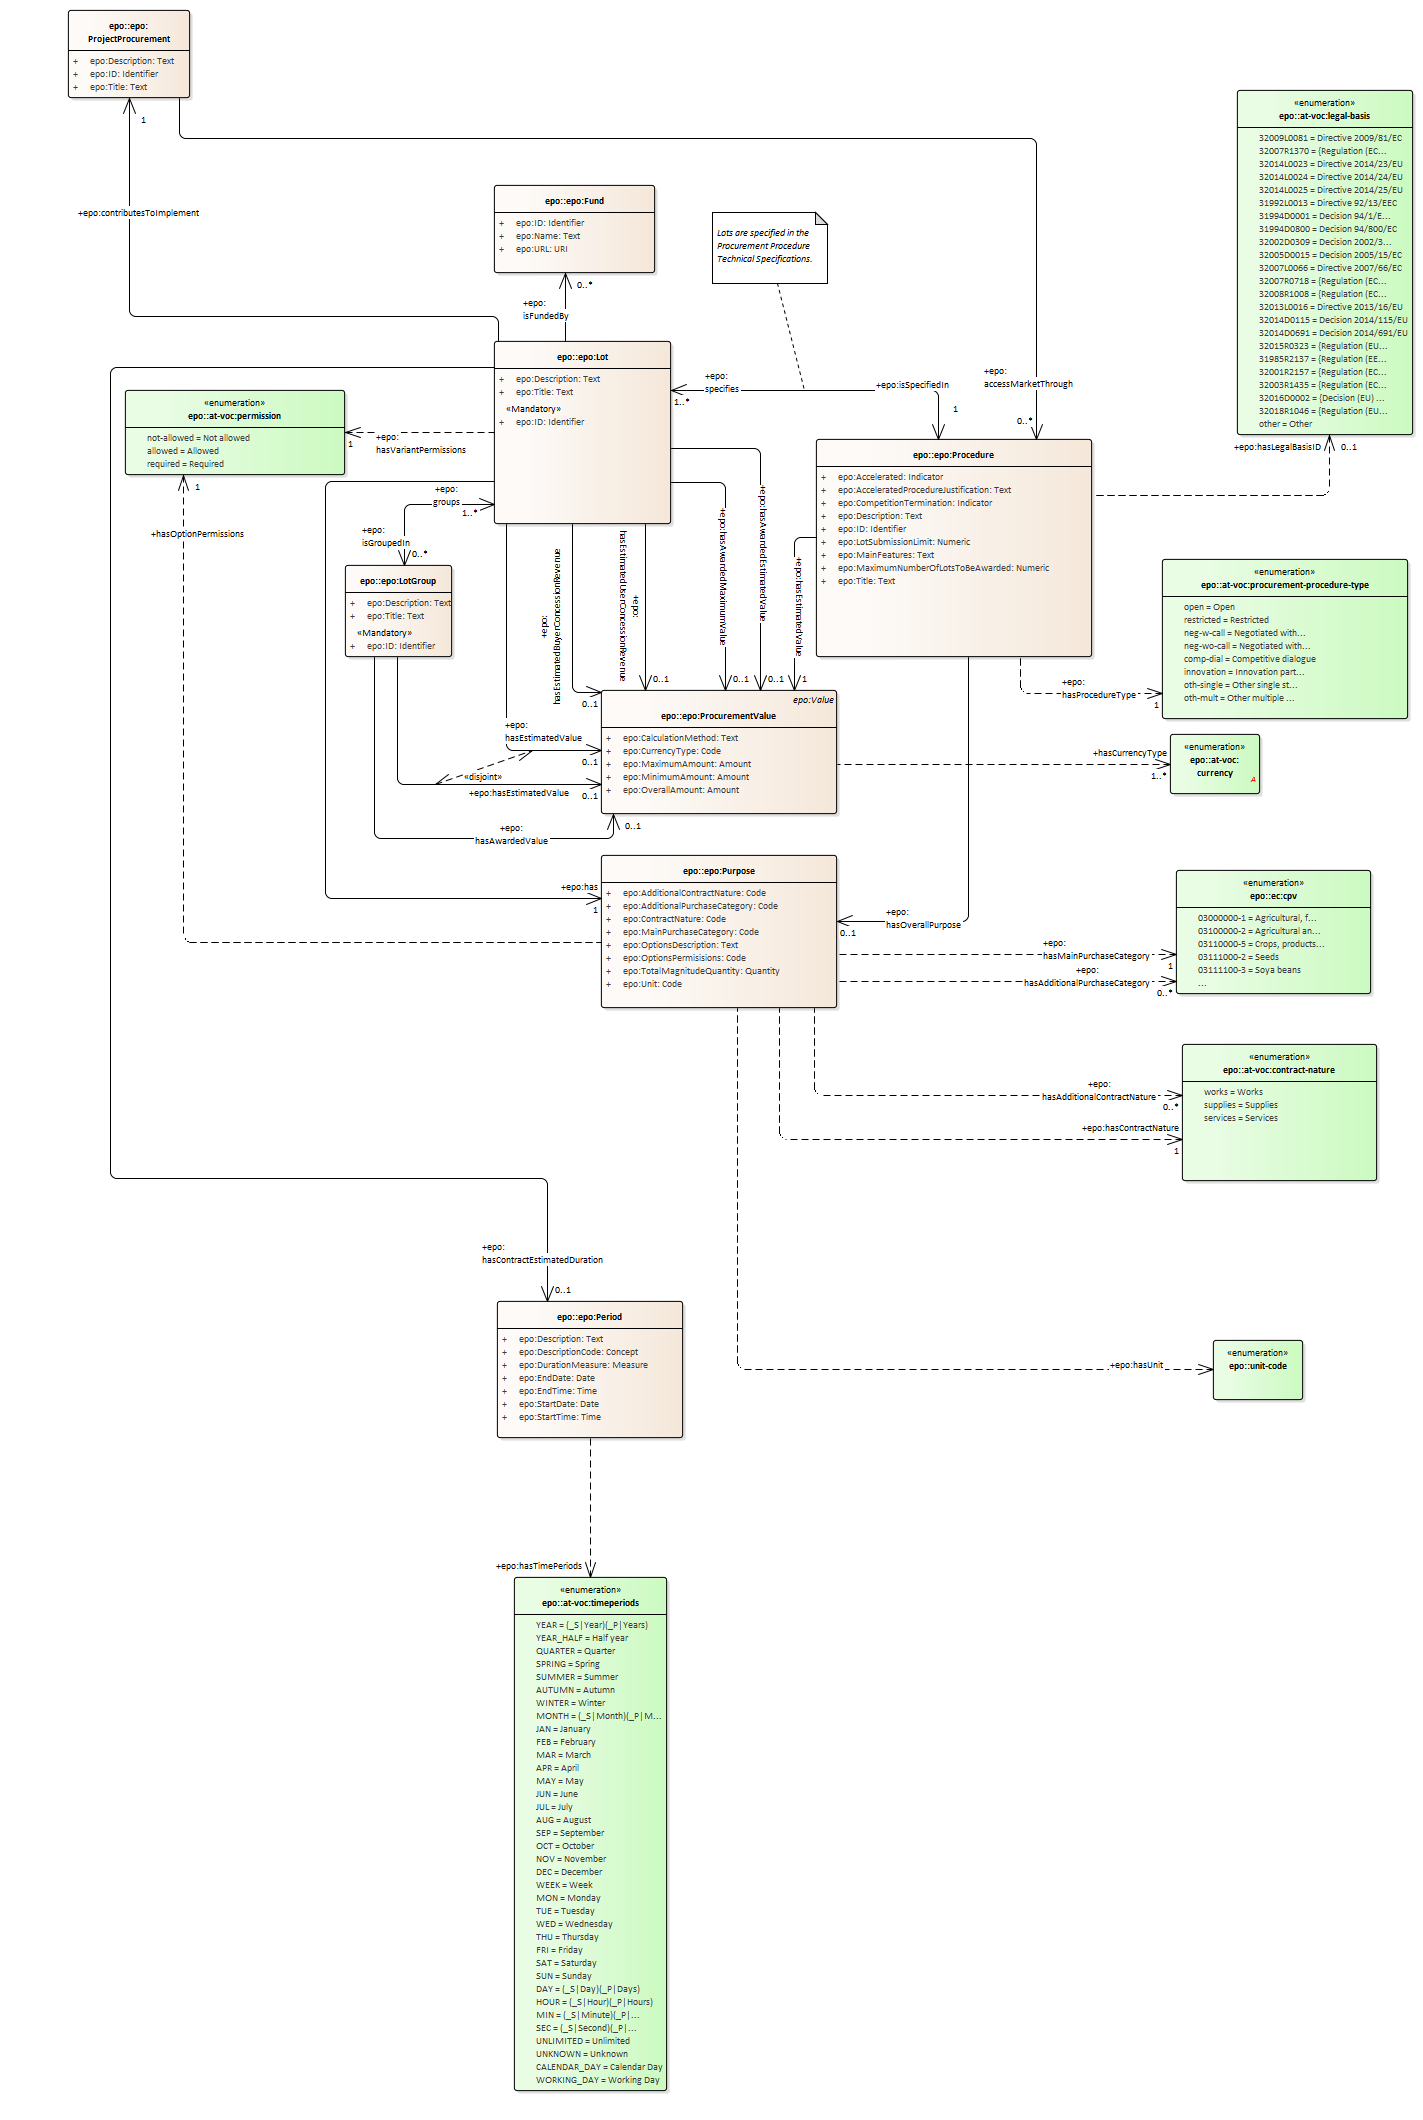 epo::epo:
ProjectProcurement
+ epo:Description: Text
+ epo:ID: Identifier
+ epo:Title: Text
1
+epo:contributesToImplement
epo::epo:Fund
+ epo:ID: Identifier
+ epo:Name: Text
+ epo:URL: URI
0..*
+epo:
isFundedBy
Lots are specified in the
Procurement Procedure
Technical Specifications.
«enumeration»
epo::at-voc:legal-basis
32009L0081 = Directive 2009/81/EC
32007R1370 = {Regulation (EC...
32014L0023 = Directive 2014/23/EU
32014L0024 = Directive 2014/24/EU
32014L0025 = Directive 2014/25/EU
31992L0013 = Directive 92/13/EEC
31994D0001 = Decision 94/1/E...
31994D0800 = Decision 94/800/EC
32002D0309 = Decision 2002/3...
32005D0015 = Decision 2005/15/EC
32007L0066 = Directive 2007/66/EC
32007R0718 = {Regulation (EC...
32008R1008 = {Regulation (EC...
32013L0016 = Directive 2013/16/EU
32014D0115 = Decision 2014/115/EU
32014D0691 = Decision 2014/691/EU
32015R0323 = {Regulation (EU...
31985R2137 = {Regulation (EE...
32001R2157 = {Regulation (EC...
32003R1435 = {Regulation (EC...
32016D0002 = {Decision (EU) ...
32018R1046 = {Regulation (EU...
other = Other
+epo:hasLegalBasisID
0..1
epo::epo:Lot
+ epo:Description: Text
+ epo:Title: Text
«Mandatory»
+ epo:ID: Identifier
+epo:
specifies
1..*
+epo:isSpecifiedIn
1
+epo:
accessMarketThrough
0..*
«enumeration»
epo::at-voc:permission
not-allowed = Not allowed
allowed = Allowed
required = Required
1
+epo:
hasVariantPermissions
1
+hasOptionPermissions
+epo:
groups
1..*
+epo:
isGroupedIn
0..*
epo::epo:LotGroup
+ epo:Description: Text
+ epo:Title: Text
«Mandatory»
+ epo:ID: Identifier
epo::epo:Procedure
+ epo:Accelerated: Indicator
+ epo:AcceleratedProcedureJustification: Text
+ epo:CompetitionTermination: Indicator
+ epo:Description: Text
+ epo:ID: Identifier
+ epo:LotSubmissionLimit: Numeric
+ epo:MainFeatures: Text
+ epo:MaximumNumberOfLotsToBeAwarded: Numeric
+ epo:Title: Text
+epo:
hasEstimatedBuyerConcessionRevenue
0..1
+epo:
hasEstimatedUserConcessionRevenue
0..1
+epo:hasAwardedMaximumValue
0..1
+epo:hasAwardedEstimatedValue
0..1
+epo:hasEstimatedValue
1
«enumeration»
epo::at-voc:procurement-procedure-type
open = Open
restricted = Restricted
neg-w-call = Negotiated with...
neg-wo-call = Negotiated with...
comp-dial = Competitive dialogue
innovation = Innovation part...
oth-single = Other single st...
oth-mult = Other multiple ...
+epo:
hasProcedureType
1
epo:Value
epo::epo:ProcurementValue
+ epo:CalculationMethod: Text
+ epo:CurrencyType: Code
+ epo:MaximumAmount: Amount
+ epo:MinimumAmount: Amount
+ epo:OverallAmount: Amount
+epo:
hasEstimatedValue
0..1
«disjoint»
+epo:hasEstimatedValue
0..1
+epo:
hasAwardedValue
0..1
+hasCurrencyType
1..*
«enumeration»
epo::at-voc:
currency
A
epo::epo:Purpose
+ epo:AdditionalContractNature: Code
+ epo:AdditionalPurchaseCategory: Code
+ epo:ContractNature: Code
+ epo:MainPurchaseCategory: Code
+ epo:OptionsDescription: Text
+ epo:OptionsPermisisions: Code
+ epo:TotalMagnitudeQuantity: Quantity
+ epo:Unit: Code
+epo:has
1
+epo:
hasOverallPurpose
0..1
«enumeration»
epo::ec:cpv
03000000-1 = Agricultural, f...
03100000-2 = Agricultural an...
03110000-5 = Crops, products...
03111000-2 = Seeds
03111100-3 = Soya beans
...
+epo:
hasMainPurchaseCategory
1
+epo:
hasAdditionalPurchaseCategory
0..*
«enumeration»
epo::at-voc:contract-nature
works = Works
supplies = Supplies
services = Services
+epo:
hasAdditionalContractNature
0..*
+epo:hasContractNature
1
+epo:
hasContractEstimatedDuration
0..1
epo::epo:Period
+ epo:Description: Text
+ epo:DescriptionCode: Concept
+ epo:DurationMeasure: Measure
+ epo:EndDate: Date
+ epo:EndTime: Time
+ epo:StartDate: Date
+ epo:StartTime: Time
+epo:hasUnit
«enumeration»
epo::unit-code
+epo:hasTimePeriods
«enumeration»
epo::at-voc:timeperiods
YEAR = (_S|Year)(_P|Years)
YEAR_HALF = Half year
QUARTER = Quarter
SPRING = Spring
SUMMER = Summer
AUTUMN = Autumn
WINTER = Winter
MONTH = (_S|Month)(_P|M...
JAN = January
FEB = February
MAR = March
APR = April
MAY = May
JUN = June
JUL = July
AUG = August
SEP = September
OCT = October
NOV = November
DEC = December
WEEK = Week
MON = Monday
TUE = Tuesday
WED = Wednesday
THU = Thursday
FRI = Friday
SAT = Saturday
SUN = Sunday
DAY = (_S|Day)(_P|Days)
HOUR = (_S|Hour)(_P|Hours)
MIN = (_S|Minute)(_P|...
SEC = (_S|Second)(_P|...
UNLIMITED = Unlimited
UNKNOWN = Unknown
CALENDAR_DAY = Calendar Day
WORKING_DAY = Working Day